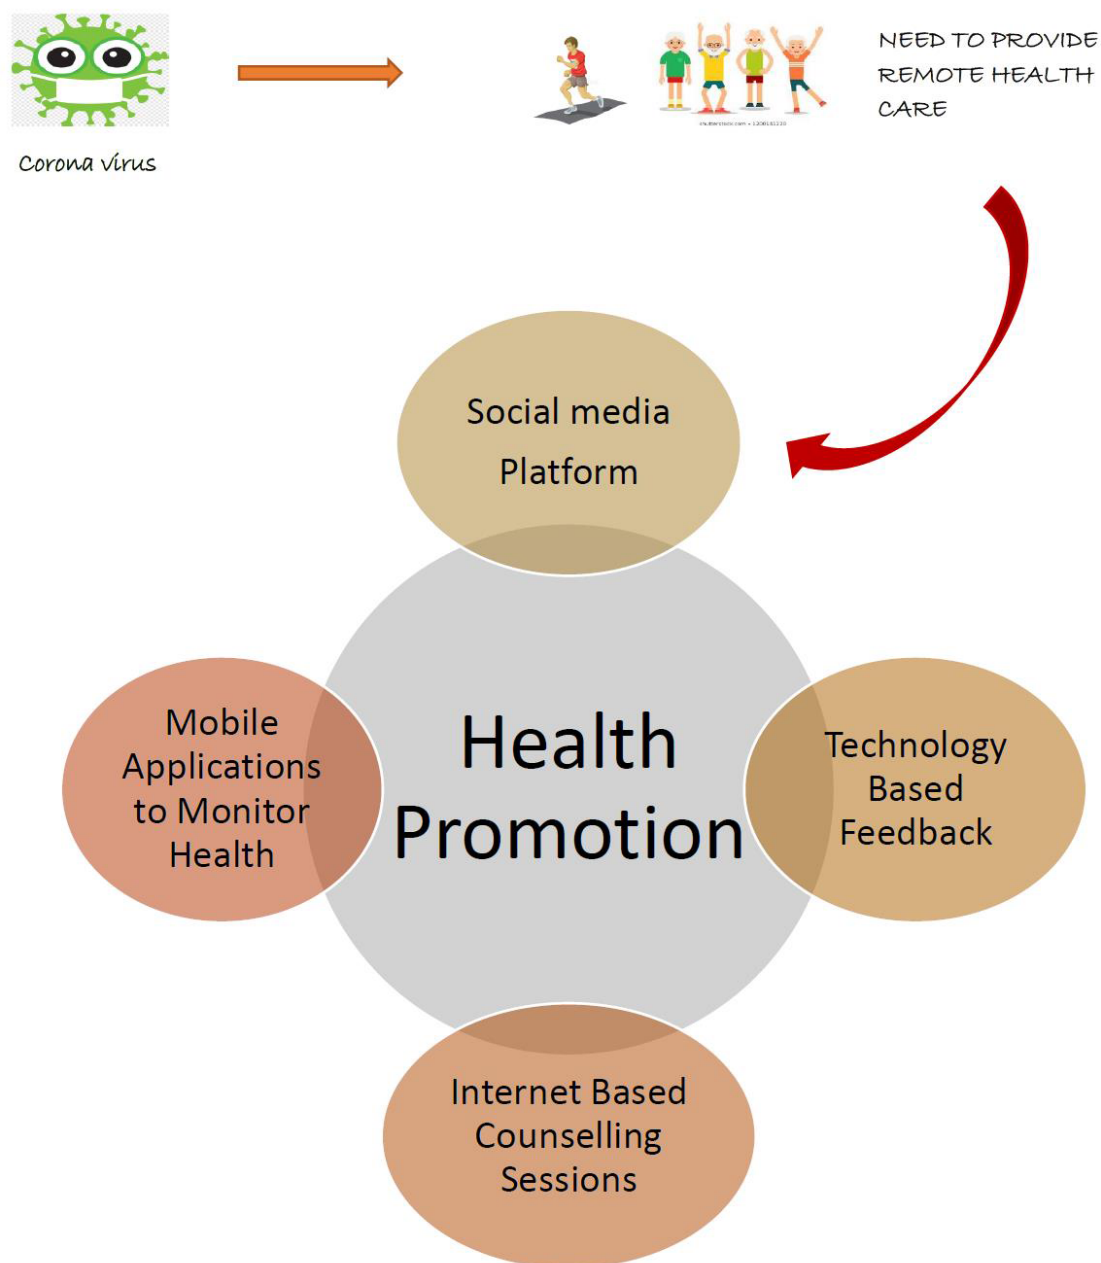 NEED TO PROVIDE
REMOTE HEALTH
CARE
Corona virus
Social media
Platform
Mobile
Applications
to Monitor
Health
Health
Promotion
Technology
Based
Feedback
Internet Based
Counselling
Sessions